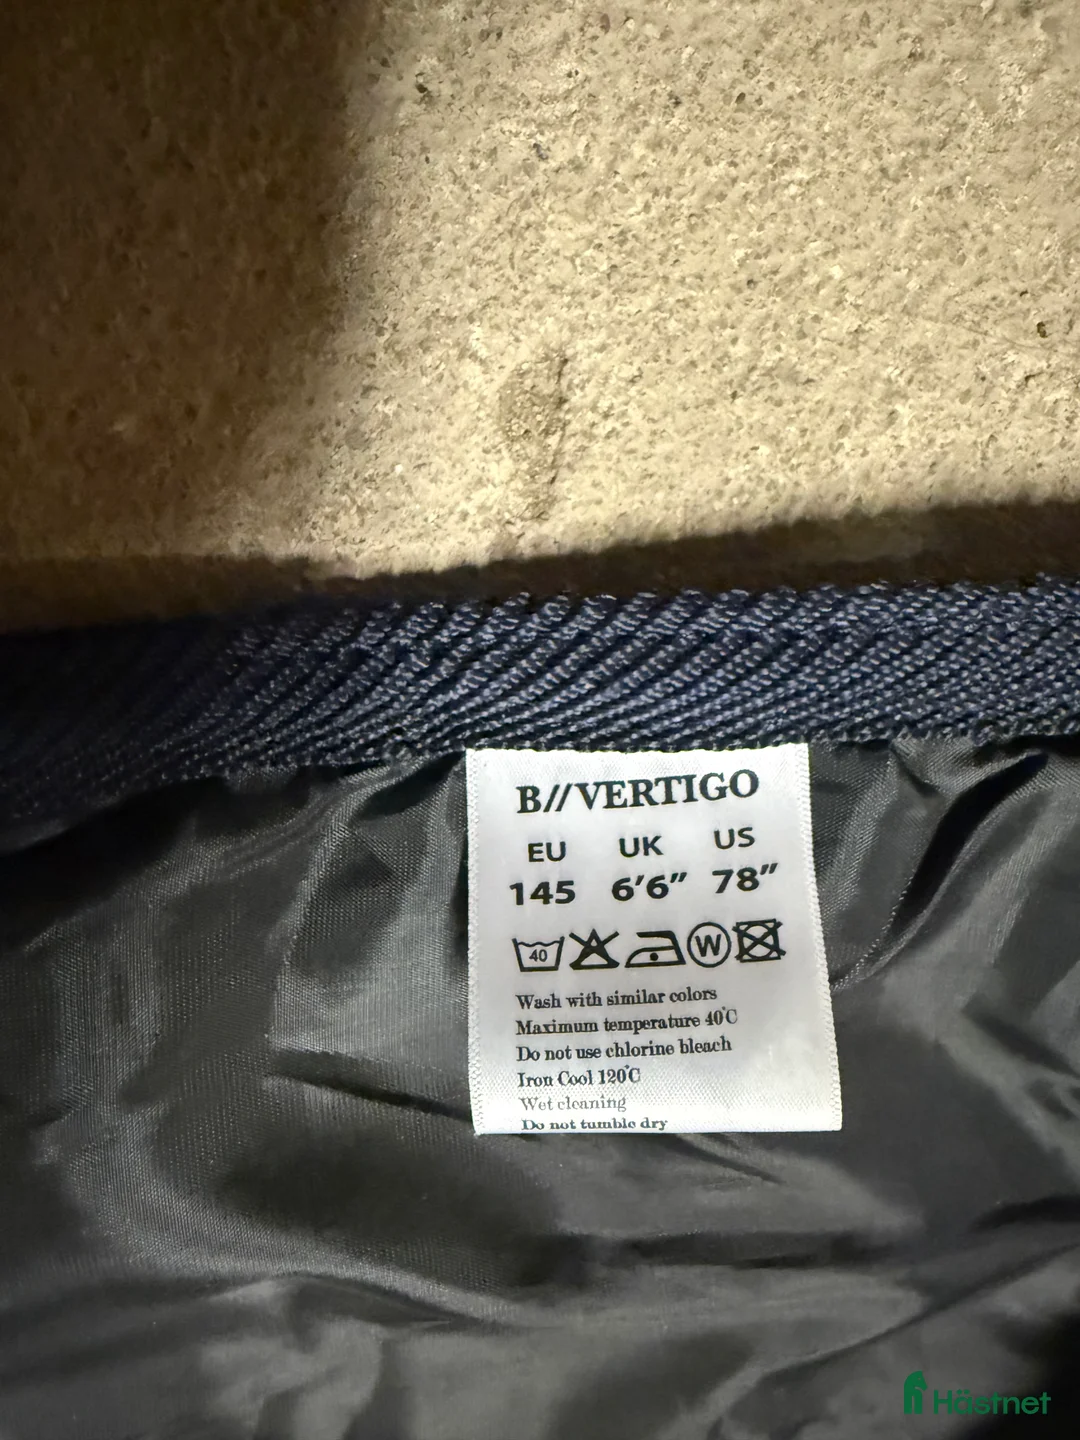 B//VERTIGO
EU UK US
145 6'6" 78"
40 W
Wash with similar colors
Maximum temperature 40°C
Do not use chlorine bleach
Iron Cool 120°C
Wet cleaning
Do not tumble dry
Hästnet